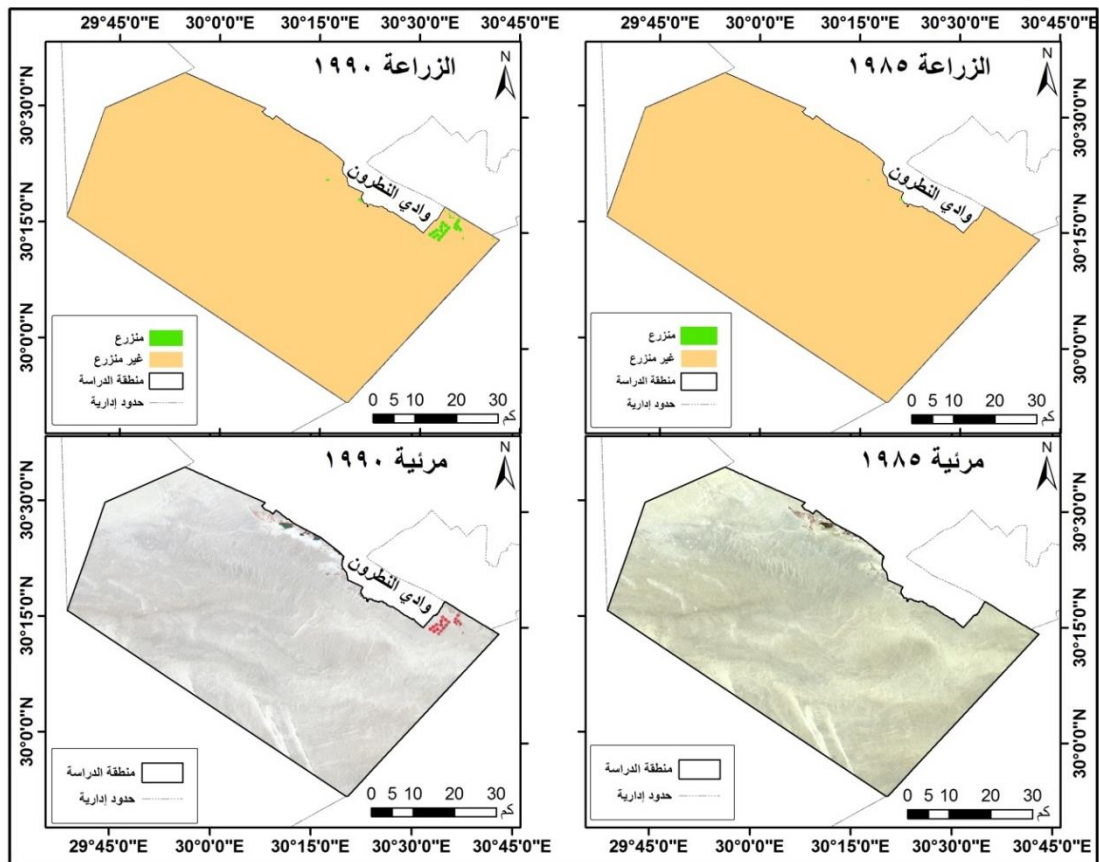 29°45'0"E 30°0'0"E 30°15'0"E 30°30'0"E 30°45'0"E
29°45'0"E 30°0'0"E 30°15'0"E 30°30'0"E 30°45'0"E
الزراعة ١٩٨٥
N
وادي النطرون
30°30'0"N
30°15'0"N
30°0'0"N
منزرع
غير منزرع
منطقة الدراسة
حدود إدارية
0 5 10 20 30
كم
الزراعة ١٩٩٠
N
وادي النطرون
30°30'0"N
30°15'0"N
30°0'0"N
منزرع
غير منزرع
منطقة الدراسة
حدود إدارية
0 5 10 20 30
كم
مرئية ١٩٨٥
N
30°30'0"N
30°15'0"N
30°0'0"N
منطقة الدراسة
حدود إدارية
0 5 10 20 30
كم
مرئية ١٩٩٠
N
وادي النطرون
30°30'0"N
30°15'0"N
30°0'0"N
منطقة الدراسة
حدود إدارية
0 5 10 20 30
كم
29°45'0"E 30°0'0"E 30°15'0"E 30°30'0"E 30°45'0"E
29°45'0"E 30°0'0"E 30°15'0"E 30°30'0"E 30°45'0"E